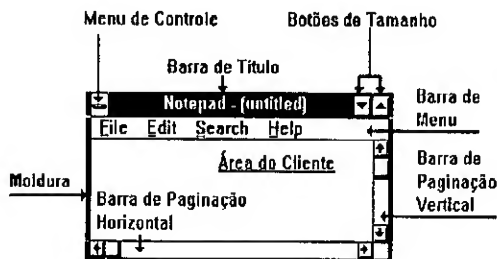 Menu de Controle
Botões de Tamanho
Barra de Título
Notepad - (untitled)
Barra de
Menu
File Edit Search Help
Área do Cliente
Barra de
Paginação
Vertical
Moldura
Barra de Paginação
Horizontal